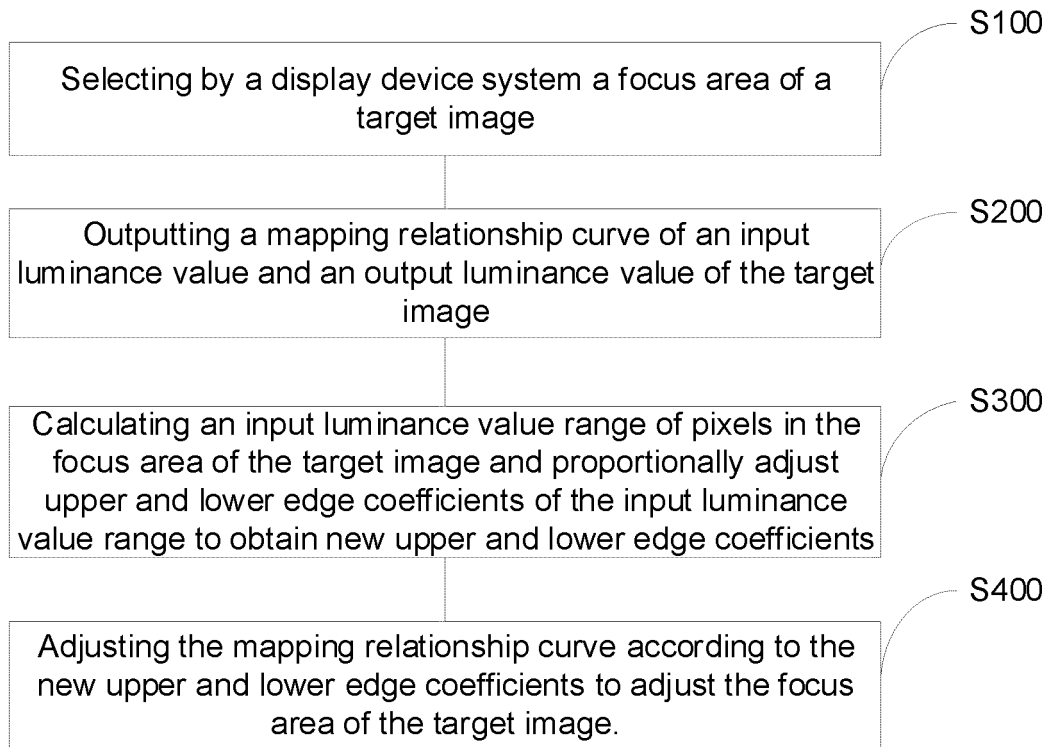 S100
Selecting by a display device system a focus area of a
target image
S200
Outputting a mapping relationship curve of an input
luminance value and an output luminance value of the target
image
S300
Calculating an input luminance value range of pixels in the
focus area of the target image and proportionally adjust
upper and lower edge coefficients of the input luminance
value range to obtain new upper and lower edge coefficients
S400
Adjusting the mapping relationship curve according to the
new upper and lower edge coefficients to adjust the focus
area of the target image.